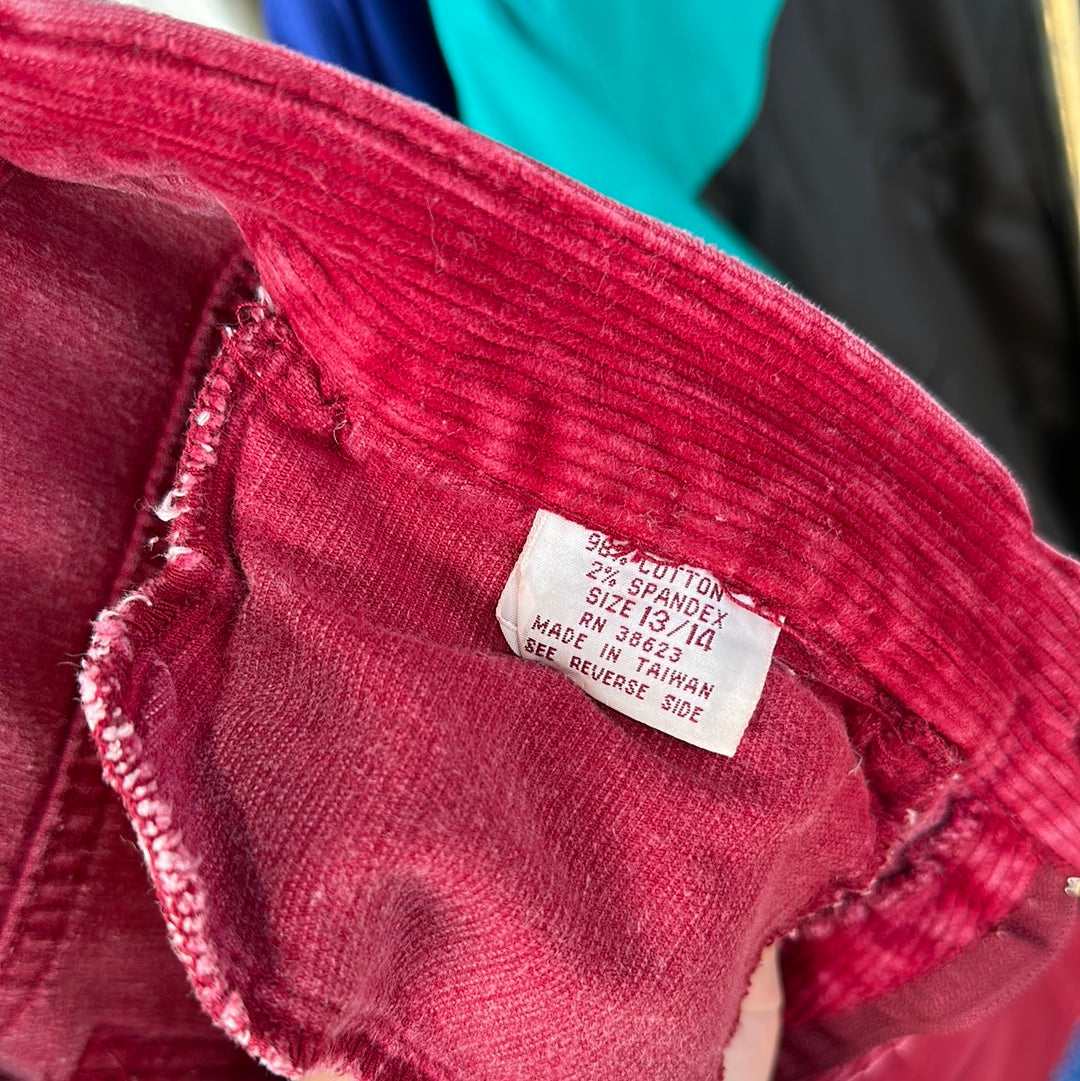 98% COTTON
2% SPANDEX
SIZE 13/14
RN 38623
MADE IN TAIWAN
SEE REVERSE SIDE